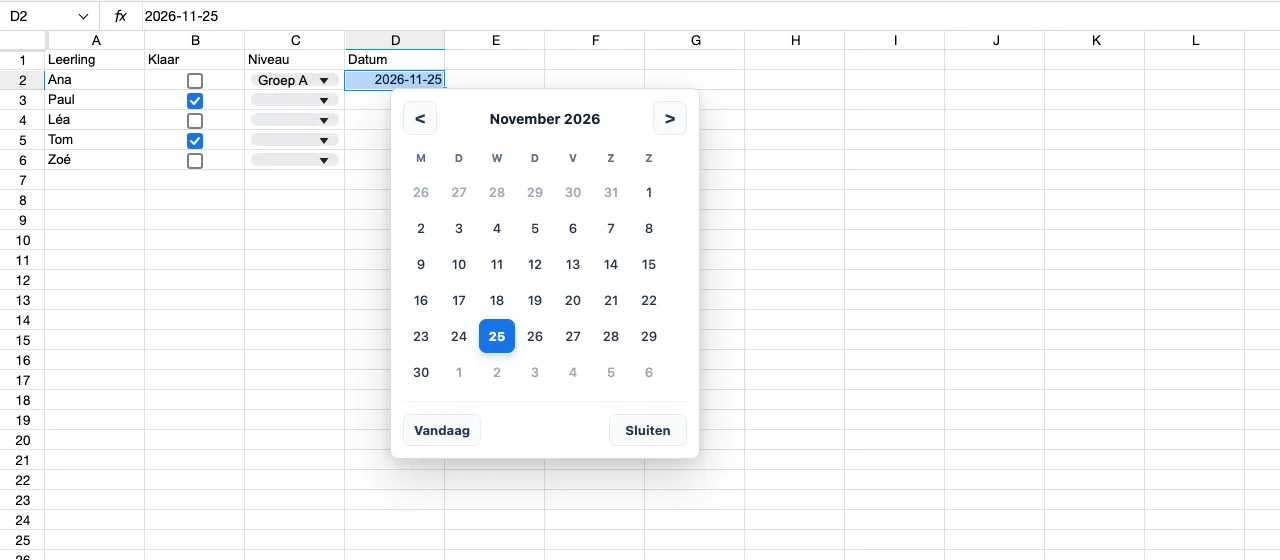 D2 fx 2026-11-25
A B C D E F G H I J K L
1 Leerling Klaar Niveau Datum
2 Ana Groep A 2026-11-25
3 Paul
4 Léa
5 Tom
6 Zoé
7
8
9
10
11
12
13
14
15
16
17
18
19
20
21
22
23
24
25
26
< November 2026 >
M D W D V Z Z
26 27 28 29 30 31 1
2 3 4 5 6 7 8
9 10 11 12 13 14 15
16 17 18 19 20 21 22
23 24 25 26 27 28 29
30 1 2 3 4 5 6
Vandaag Sluiten